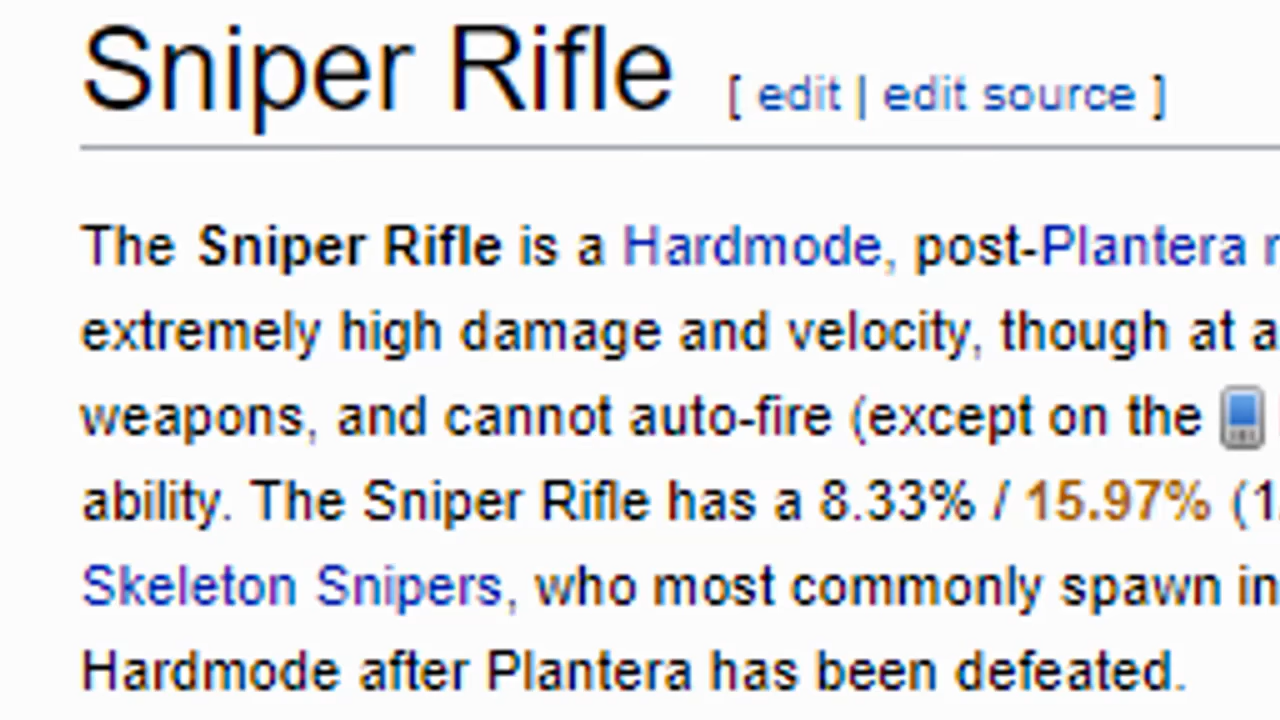 Sniper Rifle [ edit | edit source ]
The Sniper Rifle is a Hardmode, post-Plantera
extremely high damage and velocity, though at a
weapons, and cannot auto-fire (except on the
ability. The Sniper Rifle has a 8.33% / 15.97% (1
Skeleton Snipers, who most commonly spawn in
Hardmode after Plantera has been defeated.